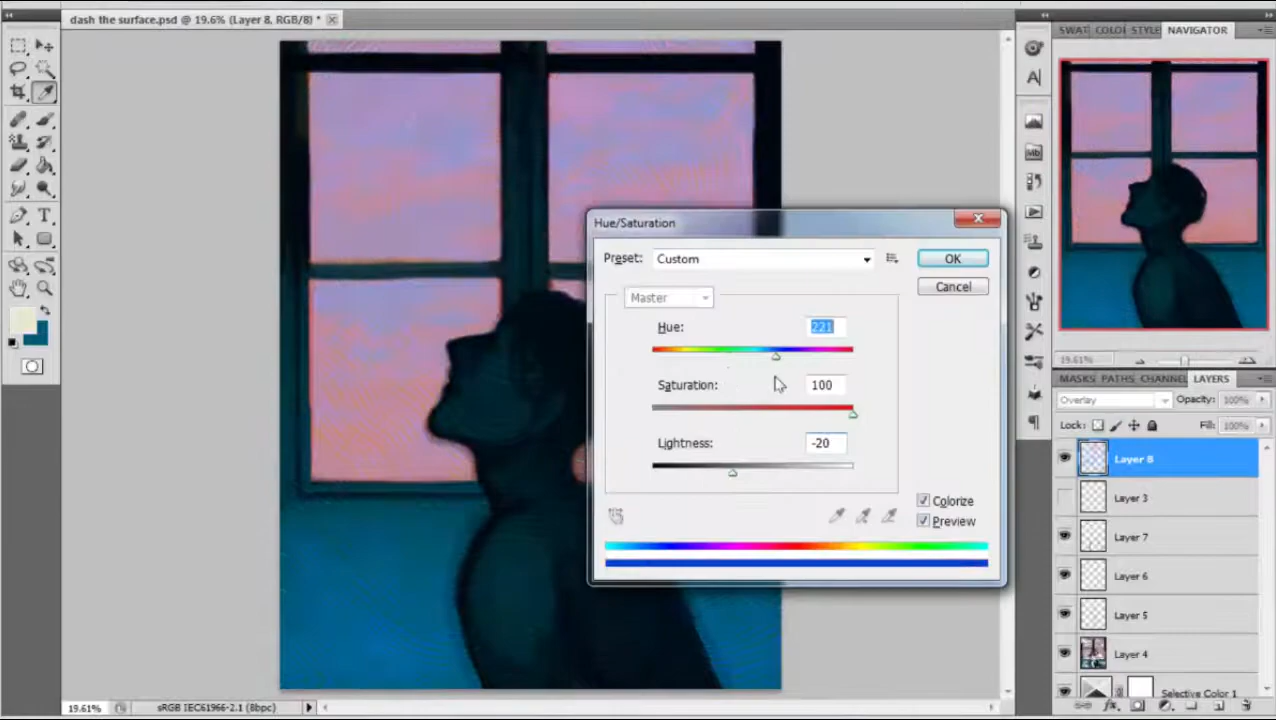 dash the surface.psd @ 19.6% (Layer 8, RGB/8) *
SWAT COLO STYLE NAVIGATOR
Hue/Saturation
Preset: Custom
OK
Cancel
Master
Hue: 221
Saturation: 100
Lightness: -20
Colorize
Preview
19.61%
MASKS PATHS CHANNEL LAYERS
Overlay Opacity: 100%
Lock: Fill: 100%
Layer 8
Layer 3
Layer 7
Layer 6
Layer 5
Layer 4
Selective Color 1
19.61% sRGB IEC61966-2.1 (8bpc)